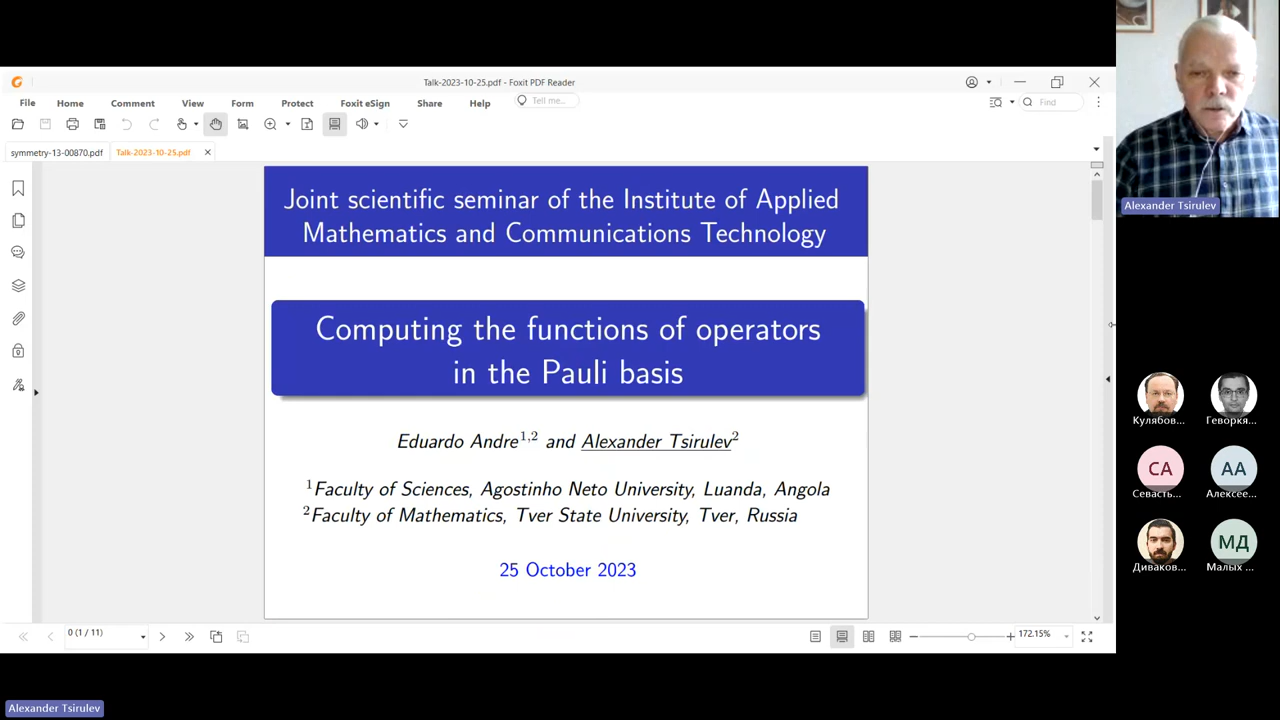 Talk-2023-10-25.pdf - Foxit PDF Reader
File Home Comment View Form Protect Foxit eSign Share Help Tell me... Find
symmetry-13-00870.pdf Talk-2023-10-25.pdf
Joint scientific seminar of the Institute of Applied
Mathematics and Communications Technology
Computing the functions of operators
in the Pauli basis
Eduardo Andre1,2 and Alexander Tsirulev2
1Faculty of Sciences, Agostinho Neto University, Luanda, Angola
2Faculty of Mathematics, Tver State University, Tver, Russia
25 October 2023
0 (1 / 11)
172.15%
Alexander Tsirulev
Кулябов...
Геворкя...
СА
Севасть...
АА
Алексее...
Диваков...
МД
Малых ...
Alexander Tsirulev